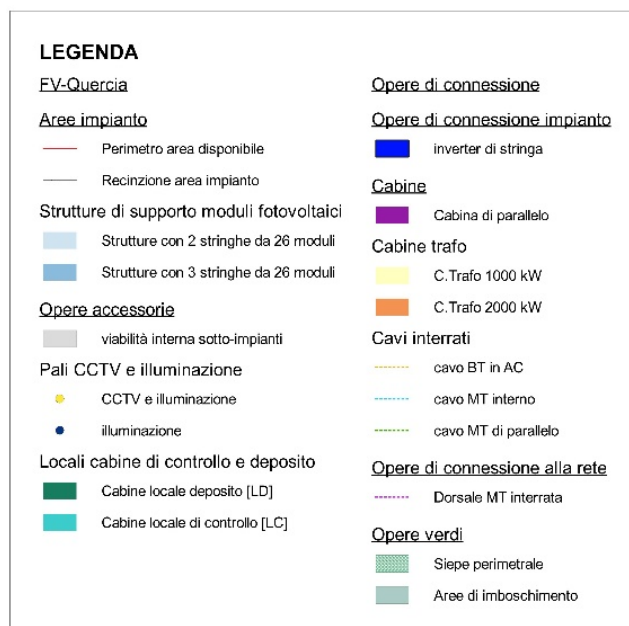 LEGENDA
FV-Quercia
Aree impianto
Perimetro area disponibile
Recinzione area impianto
Strutture di supporto moduli fotovoltaici
Strutture con 2 stringhe da 26 moduli
Strutture con 3 stringhe da 26 moduli
Opere accessorie
viabilità interna sotto-impianti
Pali CCTV e illuminazione
CCTV e illuminazione
illuminazione
Locali cabine di controllo e deposito
Cabine locale deposito [LD]
Cabine locale di controllo [LC]
Opere di connessione
Opere di connessione impianto
inverter di stringa
Cabine
Cabina di parallelo
Cabine trafo
C.Trafo 1000 kW
C.Trafo 2000 kW
Cavi interrati
cavo BT in AC
cavo MT interno
cavo MT di parallelo
Opere di connessione alla rete
Dorsale MT interrata
Opere verdi
Siepe perimetrale
Aree di imboschimento